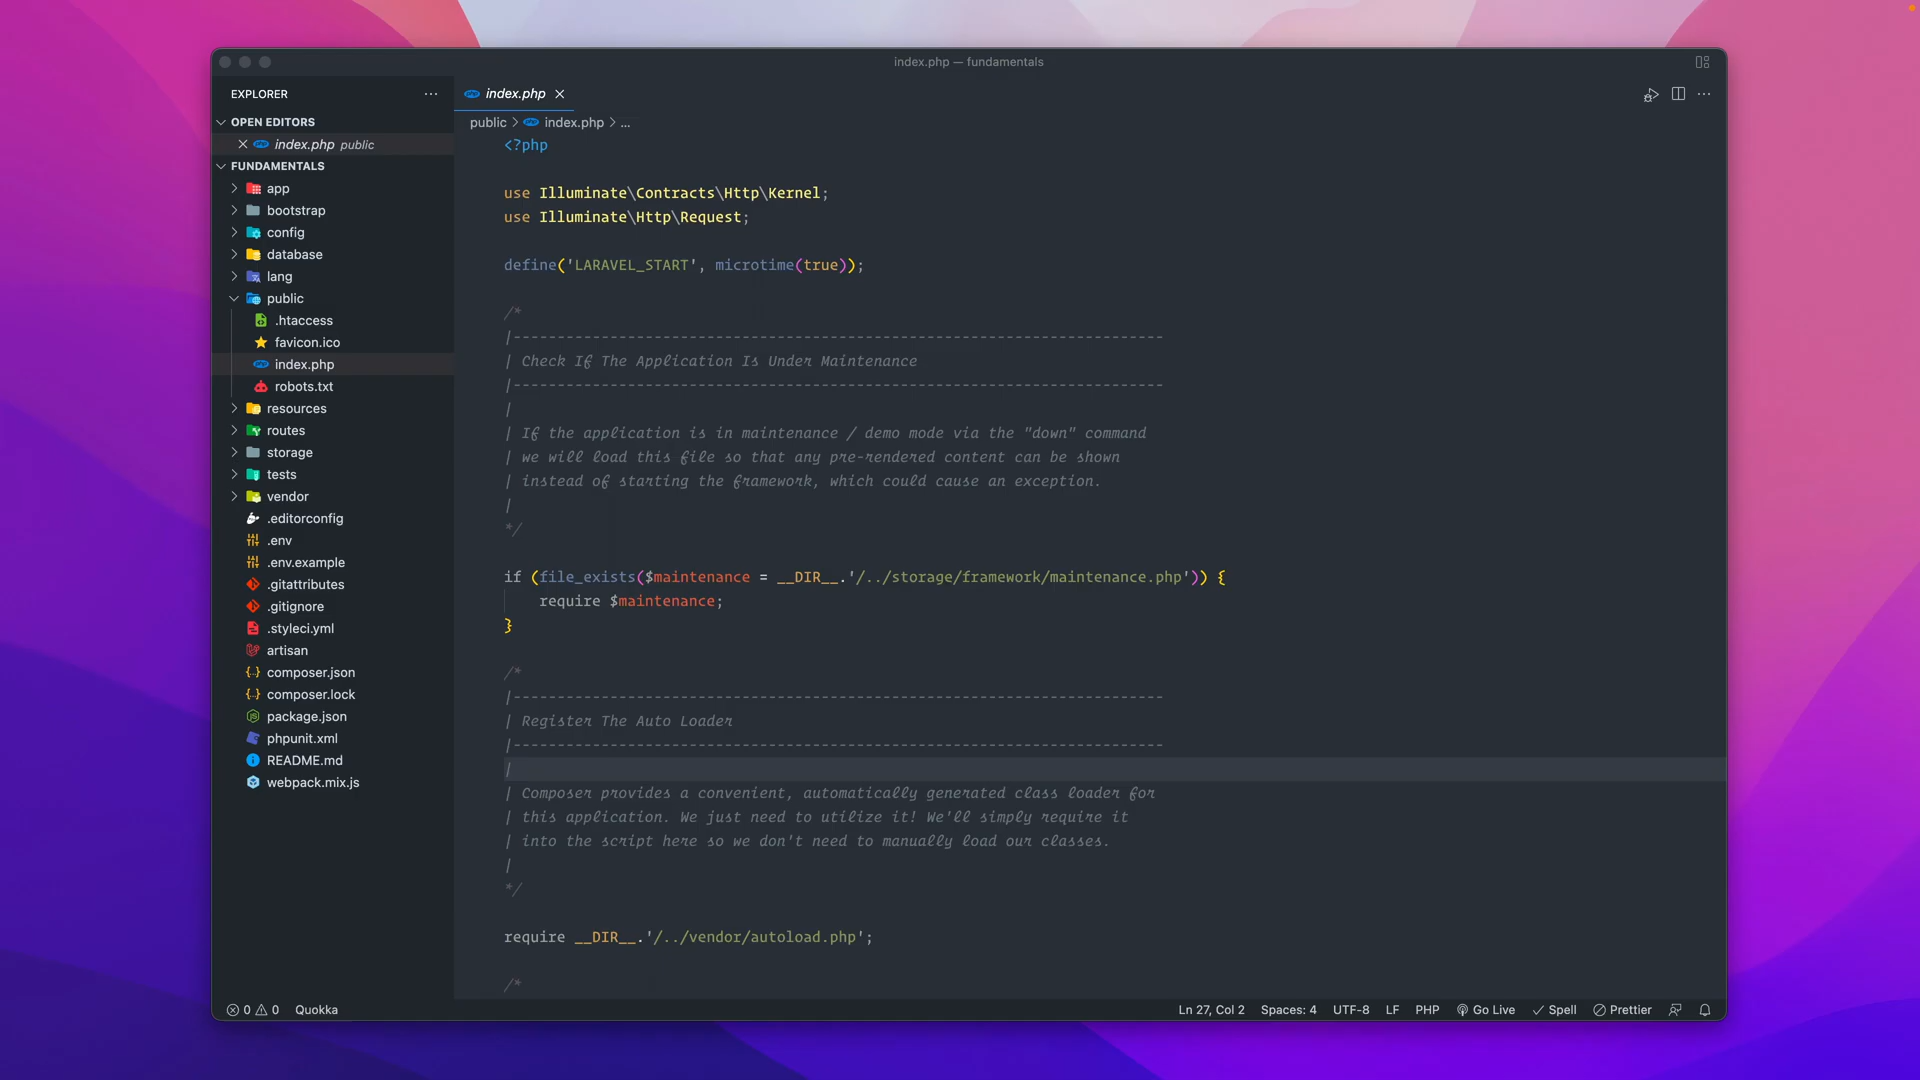 index.php — fundamentals
EXPLORER
OPEN EDITORS
index.php public
FUNDAMENTALS
app
bootstrap
config
database
lang
public
.htaccess
favicon.ico
index.php
robots.txt
resources
routes
storage
tests
vendor
.editorconfig
.env
.env.example
.gitattributes
.gitignore
.styleci.yml
artisan
composer.json
composer.lock
package.json
phpunit.xml
README.md
webpack.mix.js
index.php
public > index.php > ...
<?php
use Illuminate\Contracts\Http\Kernel;
use Illuminate\Http\Request;
define('LARAVEL_START', microtime(true));
/*
|--------------------------------------------------------------------------
| Check If The Application Is Under Maintenance
|--------------------------------------------------------------------------
|
| If the application is in maintenance / demo mode via the "down" command
| we will load this file so that any pre-rendered content can be shown
| instead of starting the framework, which could cause an exception.
|
*/
if (file_exists($maintenance = __DIR__.'/../storage/framework/maintenance.php')) {
    require $maintenance;
}
/*
|--------------------------------------------------------------------------
| Register The Auto Loader
|--------------------------------------------------------------------------
|
| Composer provides a convenient, automatically generated class loader for
| this application. We just need to utilize it! We'll simply require it
| into the script here so we don't need to manually load our classes.
|
*/
require __DIR__.'/../vendor/autoload.php';
/*
0 0 Quokka
Ln 27, Col 2 Spaces: 4 UTF-8 LF PHP Go Live Spell Prettier